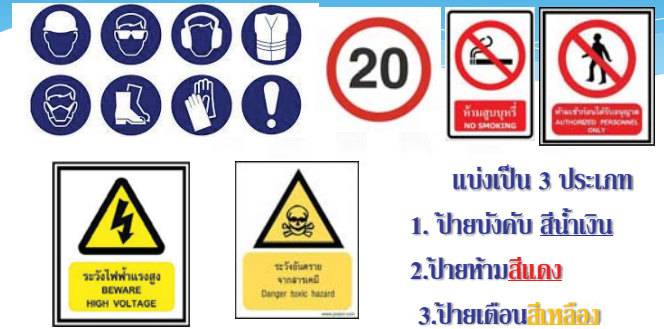 20
ห้ามสูบบุหรี่
NO SMOKING
ห้ามเข้าก่อนได้รับอนุญาต
AUTHORIZED PERSONNEL
ONLY
ระวังไฟฟ้าแรงสูง
BEWARE
HIGH VOLTAGE
ระวังอันตราย
จากสารเคมี
Danger toxic hazard
แบ่งเป็น 3 ประเภท
1. ป้ายบังคับ สีน้ำเงิน
2.ป้ายห้ามสีแดง
3.ป้ายเตือนสีเหลือง